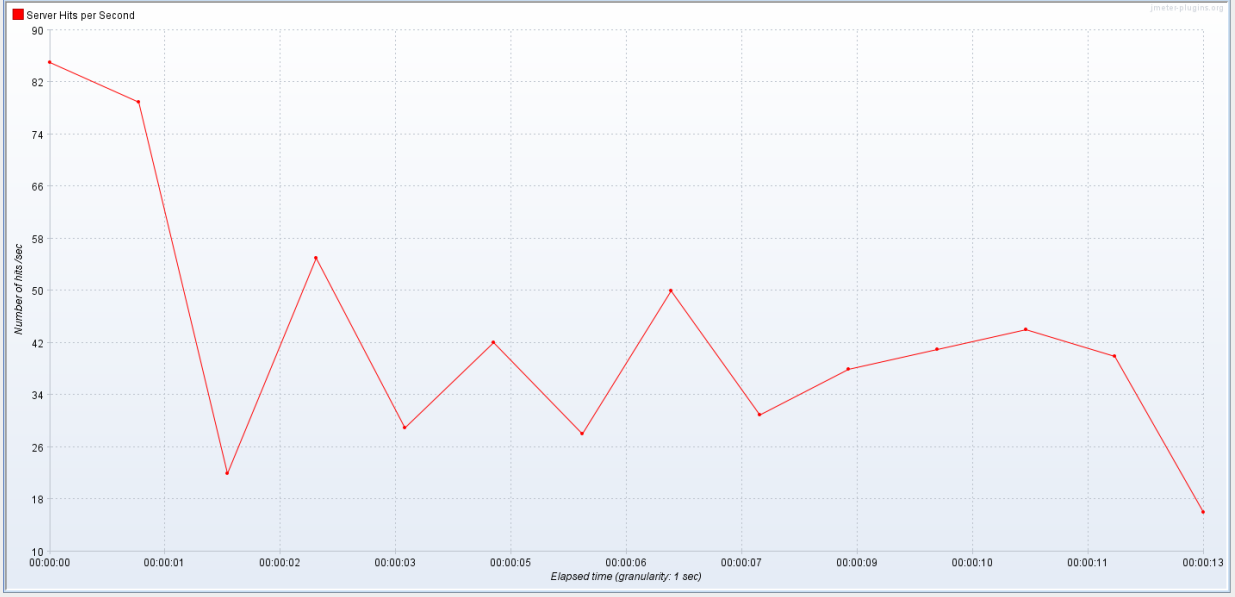 Server Hits per Second
jmeter-plugins.org
90
82
74
66
58
50
42
34
26
18
10
Number of hits/sec
00:00:00 00:00:01 00:00:02 00:00:03 00:00:05 00:00:06 00:00:07 00:00:09 00:00:10 00:00:11 00:00:13
Elapsed time (granularity: 1 sec)